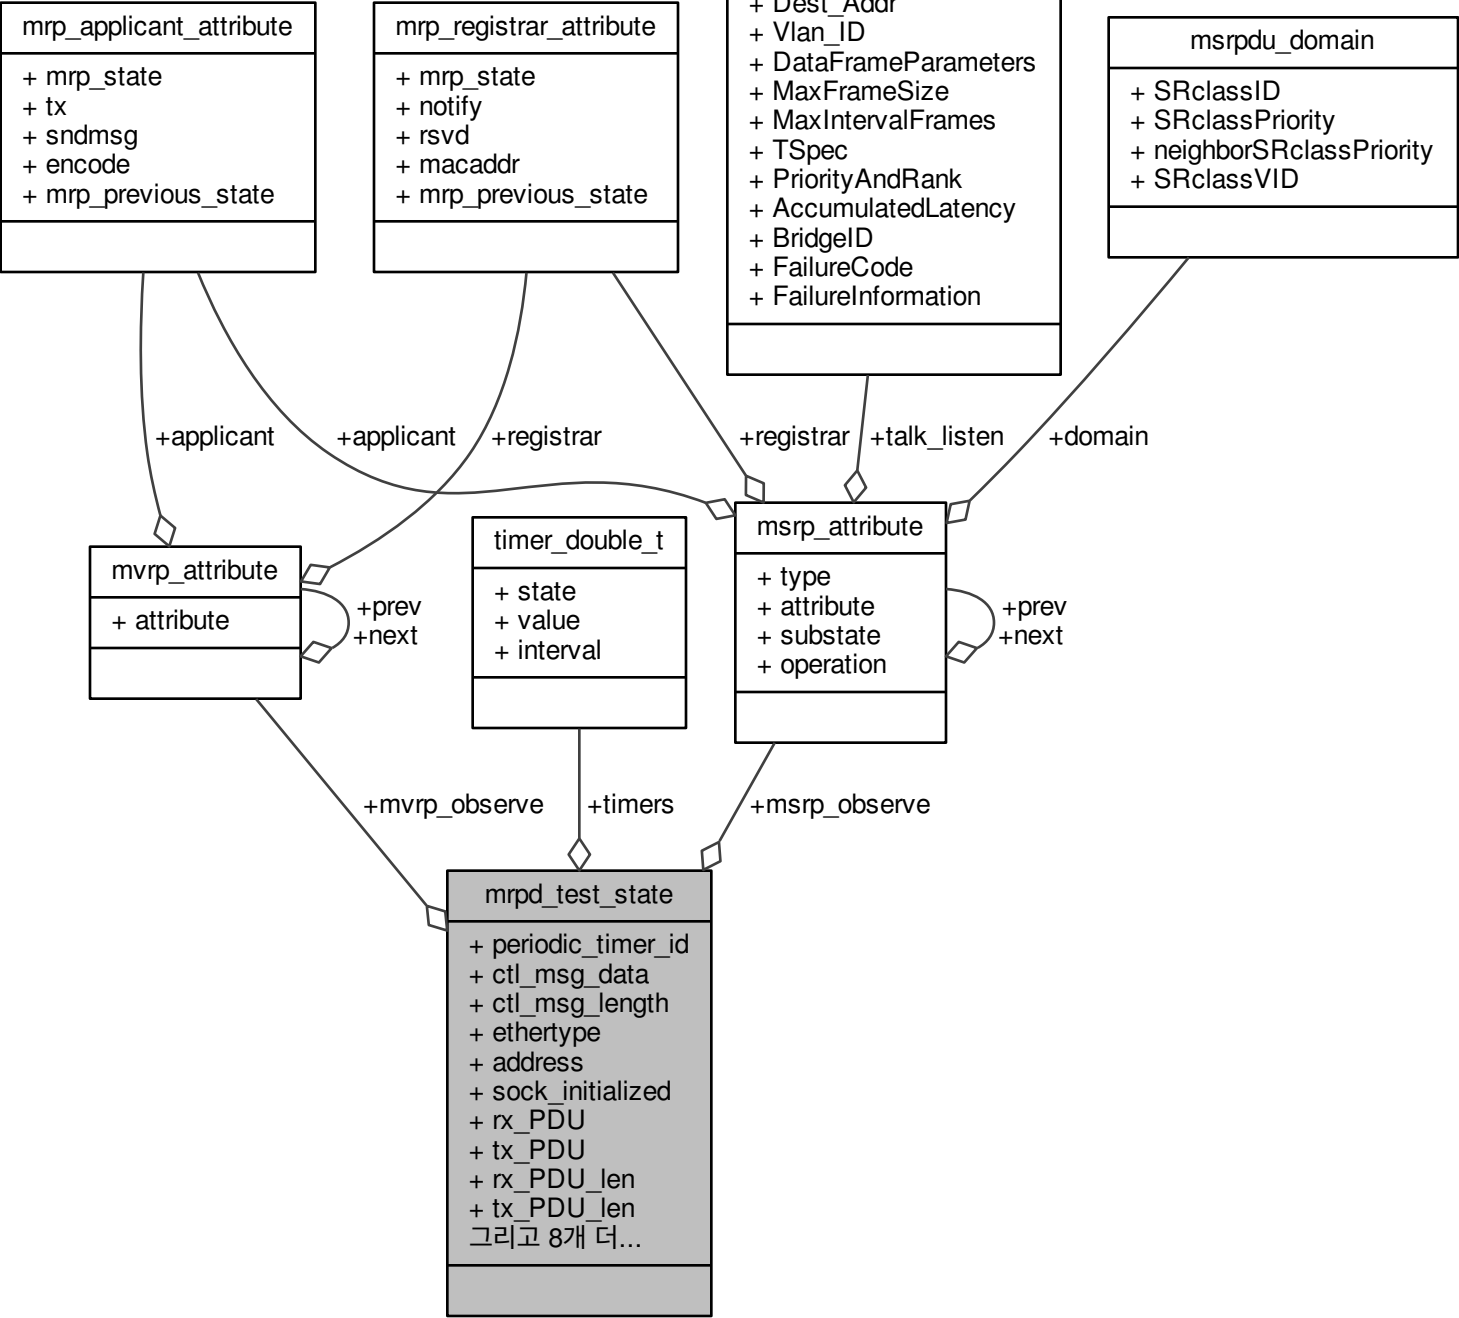 mrp_applicant_attribute
+ mrp_state
+ tx
+ sndmsg
+ encode
+ mrp_previous_state
mrp_registrar_attribute
+ mrp_state
+ notify
+ rsvd
+ macaddr
+ mrp_previous_state
+ Dest_Addr
+ Vlan_ID
+ DataFrameParameters
+ MaxFrameSize
+ MaxIntervalFrames
+ TSpec
+ PriorityAndRank
+ AccumulatedLatency
+ BridgeID
+ FailureCode
+ FailureInformation
msrpdu_domain
+ SRclassID
+ SRclassPriority
+ neighborSRclassPriority
+ SRclassVID
+applicant
+applicant
+registrar
+registrar
+talk_listen
+domain
mvrp_attribute
+ attribute
+prev
+next
timer_double_t
+ state
+ value
+ interval
msrp_attribute
+ type
+ attribute
+ substate
+ operation
+prev
+next
+mvrp_observe
+timers
+msrp_observe
mrpd_test_state
+ periodic_timer_id
+ ctl_msg_data
+ ctl_msg_length
+ ethertype
+ address
+ sock_initialized
+ rx_PDU
+ tx_PDU
+ rx_PDU_len
+ tx_PDU_len
그리고 8개 더...